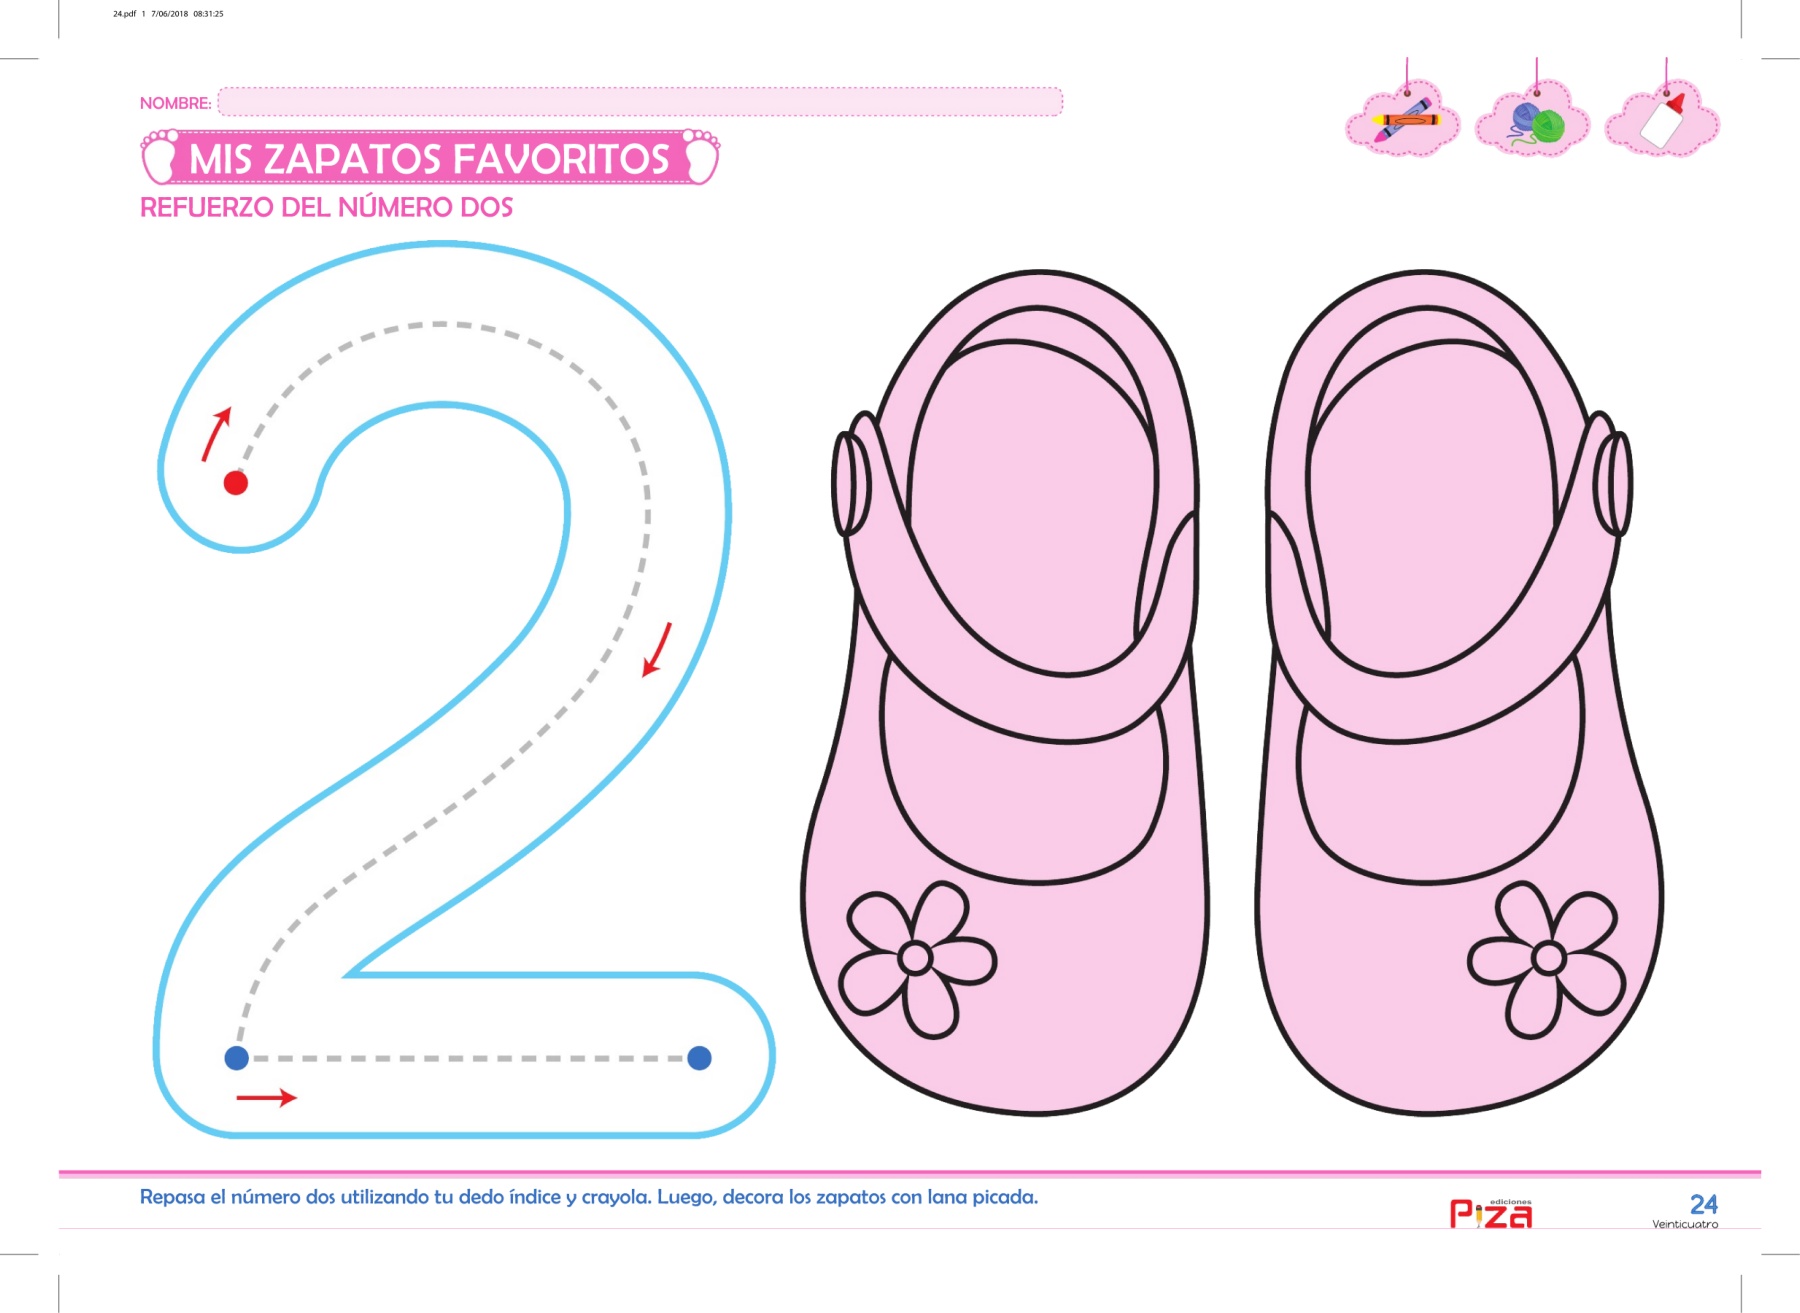 24.pdf 1 7/06/2018 08:31:25
NOMBRE:
MIS ZAPATOS FAVORITOS
REFUERZO DEL NÚMERO DOS
2
Repasa el número dos utilizando tu dedo índice y crayola. Luego, decora los zapatos con lana picada.
ediciones
Piza
24
Veinticuatro